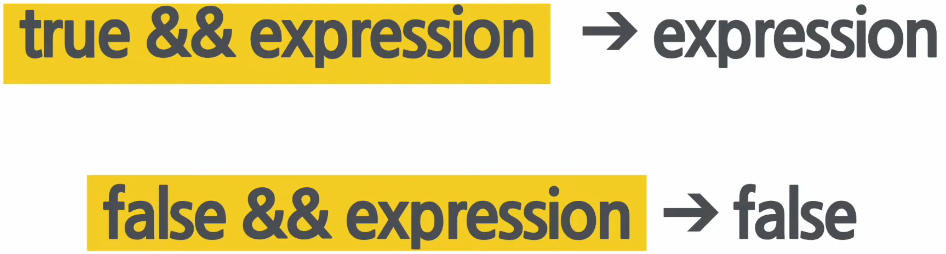 true && expression → expression
false && expression → false